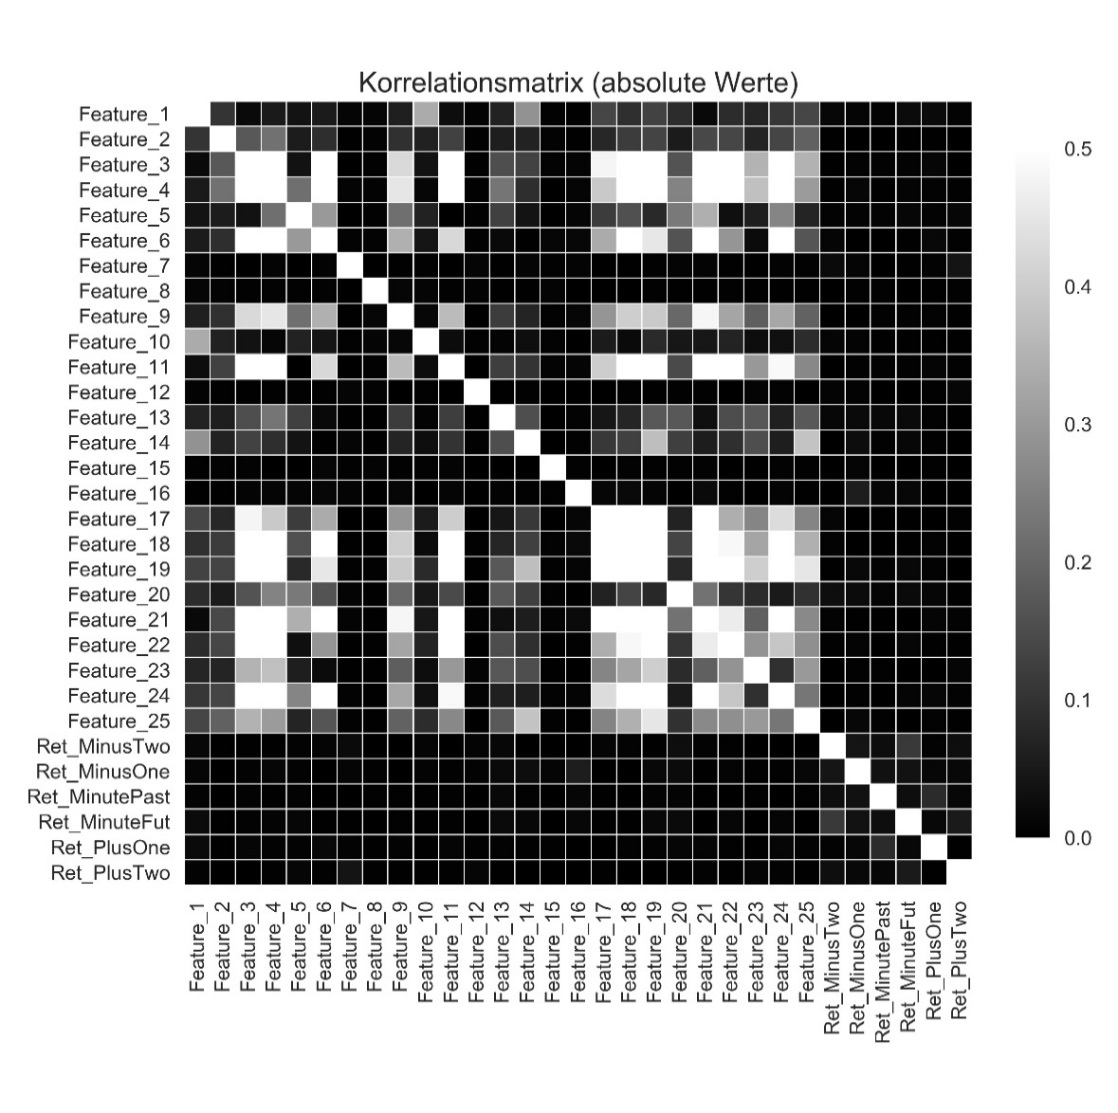 Korrelationsmatrix (absolute Werte)
Feature_1
Feature_2
Feature_3
Feature_4
Feature_5
Feature_6
Feature_7
Feature_8
Feature_9
Feature_10
Feature_11
Feature_12
Feature_13
Feature_14
Feature_15
Feature_16
Feature_17
Feature_18
Feature_19
Feature_20
Feature_21
Feature_22
Feature_23
Feature_24
Feature_25
Ret_MinusTwo
Ret_MinusOne
Ret_MinutePast
Ret_MinuteFut
Ret_PlusOne
Ret_PlusTwo
Feature_1
Feature_2
Feature_3
Feature_4
Feature_5
Feature_6
Feature_7
Feature_8
Feature_9
Feature_10
Feature_11
Feature_12
Feature_13
Feature_14
Feature_15
Feature_16
Feature_17
Feature_18
Feature_19
Feature_20
Feature_21
Feature_22
Feature_23
Feature_24
Feature_25
Ret_MinusTwo
Ret_MinusOne
Ret_MinutePast
Ret_MinuteFut
Ret_PlusOne
Ret_PlusTwo
0.5
0.4
0.3
0.2
0.1
0.0